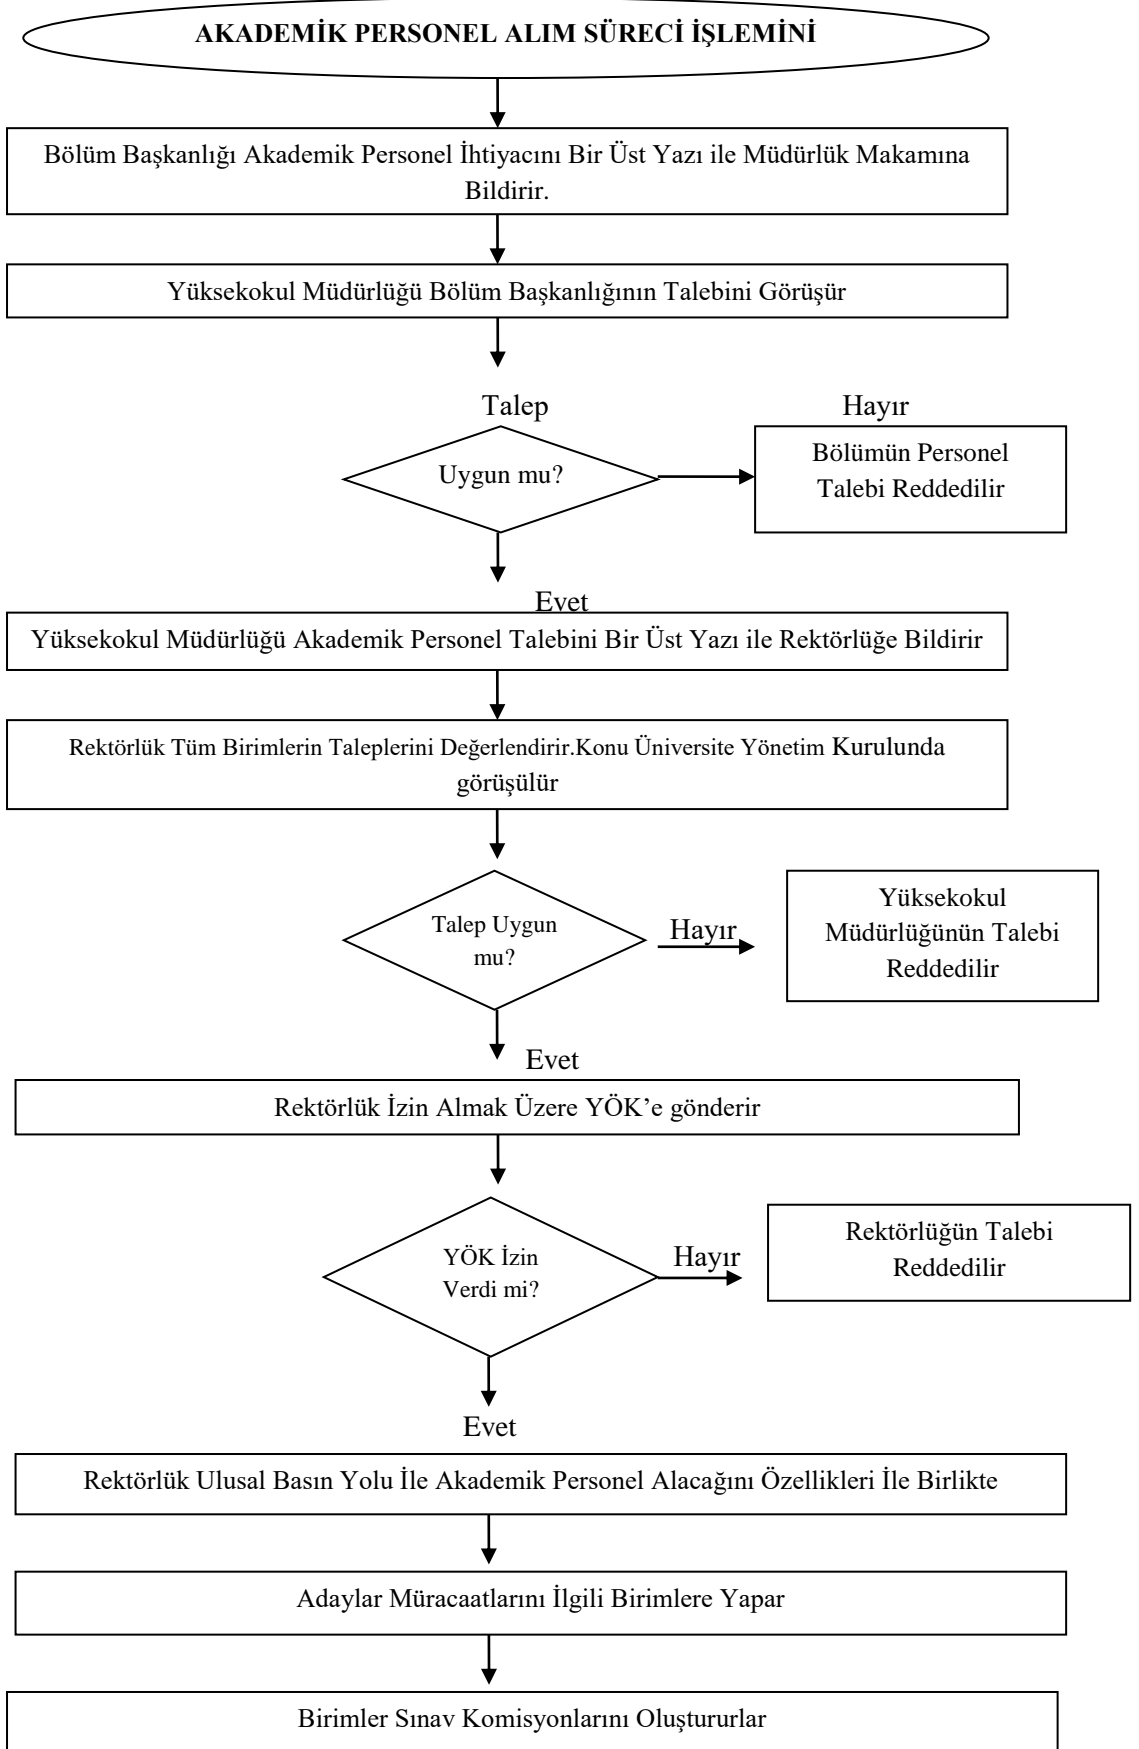 AKADEMİK PERSONEL ALIM SÜRECİ İŞLEMİNİ
Bölüm Başkanlığı Akademik Personel İhtiyacını Bir Üst Yazı ile Müdürlük Makamına
Bildirir.
Yüksekokul Müdürlüğü Bölüm Başkanlığının Talebini Görüşür
Talep
Uygun mu?
Hayır
Bölümün Personel
Talebi Reddedilir
Evet
Yüksekokul Müdürlüğü Akademik Personel Talebini Bir Üst Yazı ile Rektörlüğe Bildirir
Rektörlük Tüm Birimlerin Taleplerini Değerlendirir.Konu Üniversite Yönetim Kurulunda
görüşülür
Talep Uygun
mu?
Hayır
Yüksekokul
Müdürlüğünün Talebi
Reddedilir
Evet
Rektörlük İzin Almak Üzere YÖK’e gönderir
YÖK İzin
Verdi mi?
Hayır
Rektörlüğün Talebi
Reddedilir
Evet
Rektörlük Ulusal Basın Yolu İle Akademik Personel Alacağını Özellikleri İle Birlikte
Adaylar Müracaatlarını İlgili Birimlere Yapar
Birimler Sınav Komisyonlarını Oluştururlar